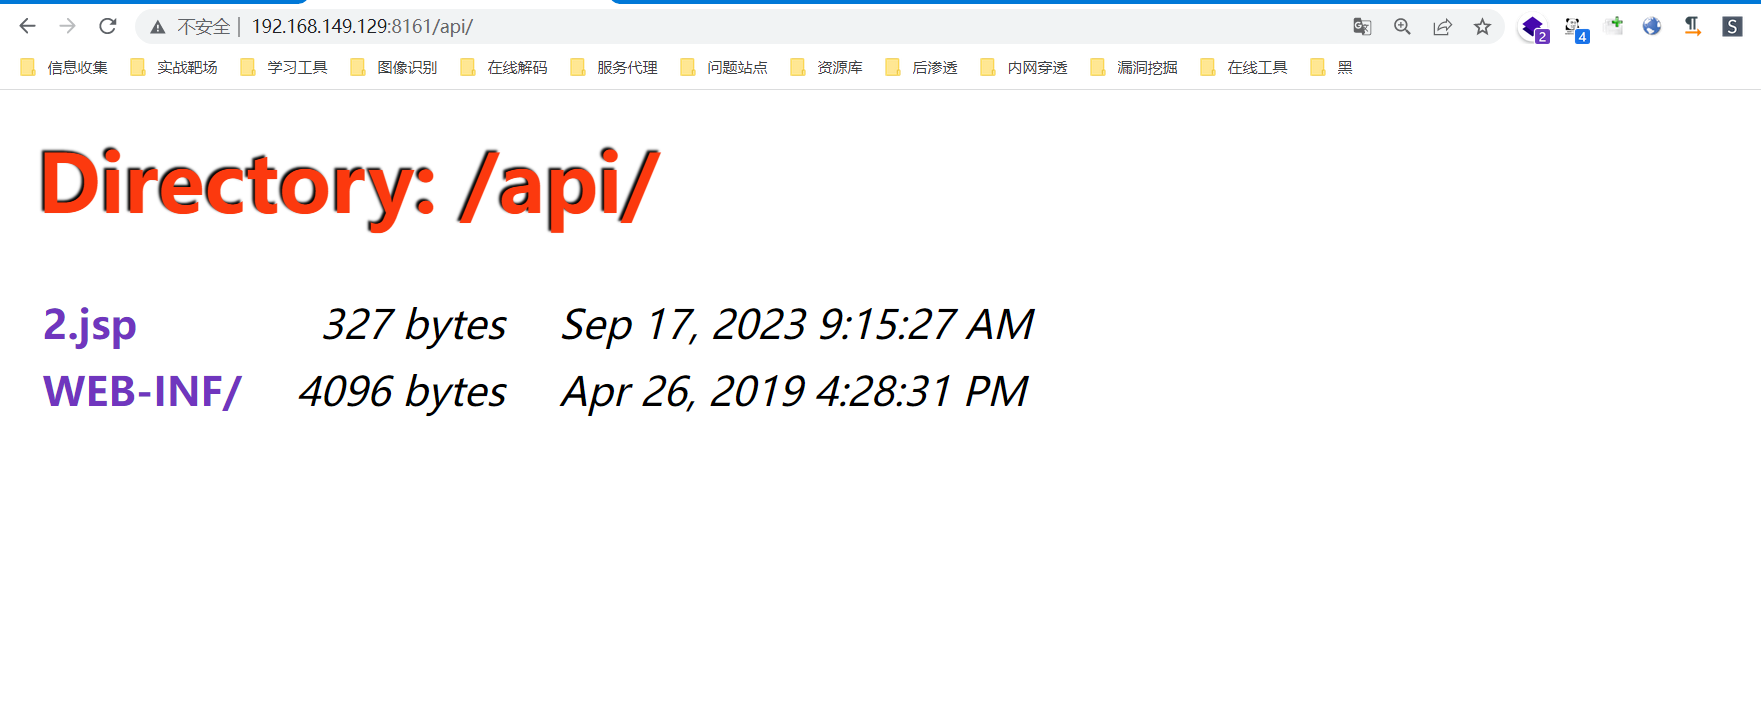 不安全 | 192.168.149.129:8161/api/
2
4
S
信息收集 实战靶场 学习工具 图像识别 在线解码 服务代理 问题站点 资源库 后渗透 内网穿透 漏洞挖掘 在线工具 黑
Directory: /api/
2.jsp 327 bytes Sep 17, 2023 9:15:27 AM
WEB-INF/ 4096 bytes Apr 26, 2019 4:28:31 PM